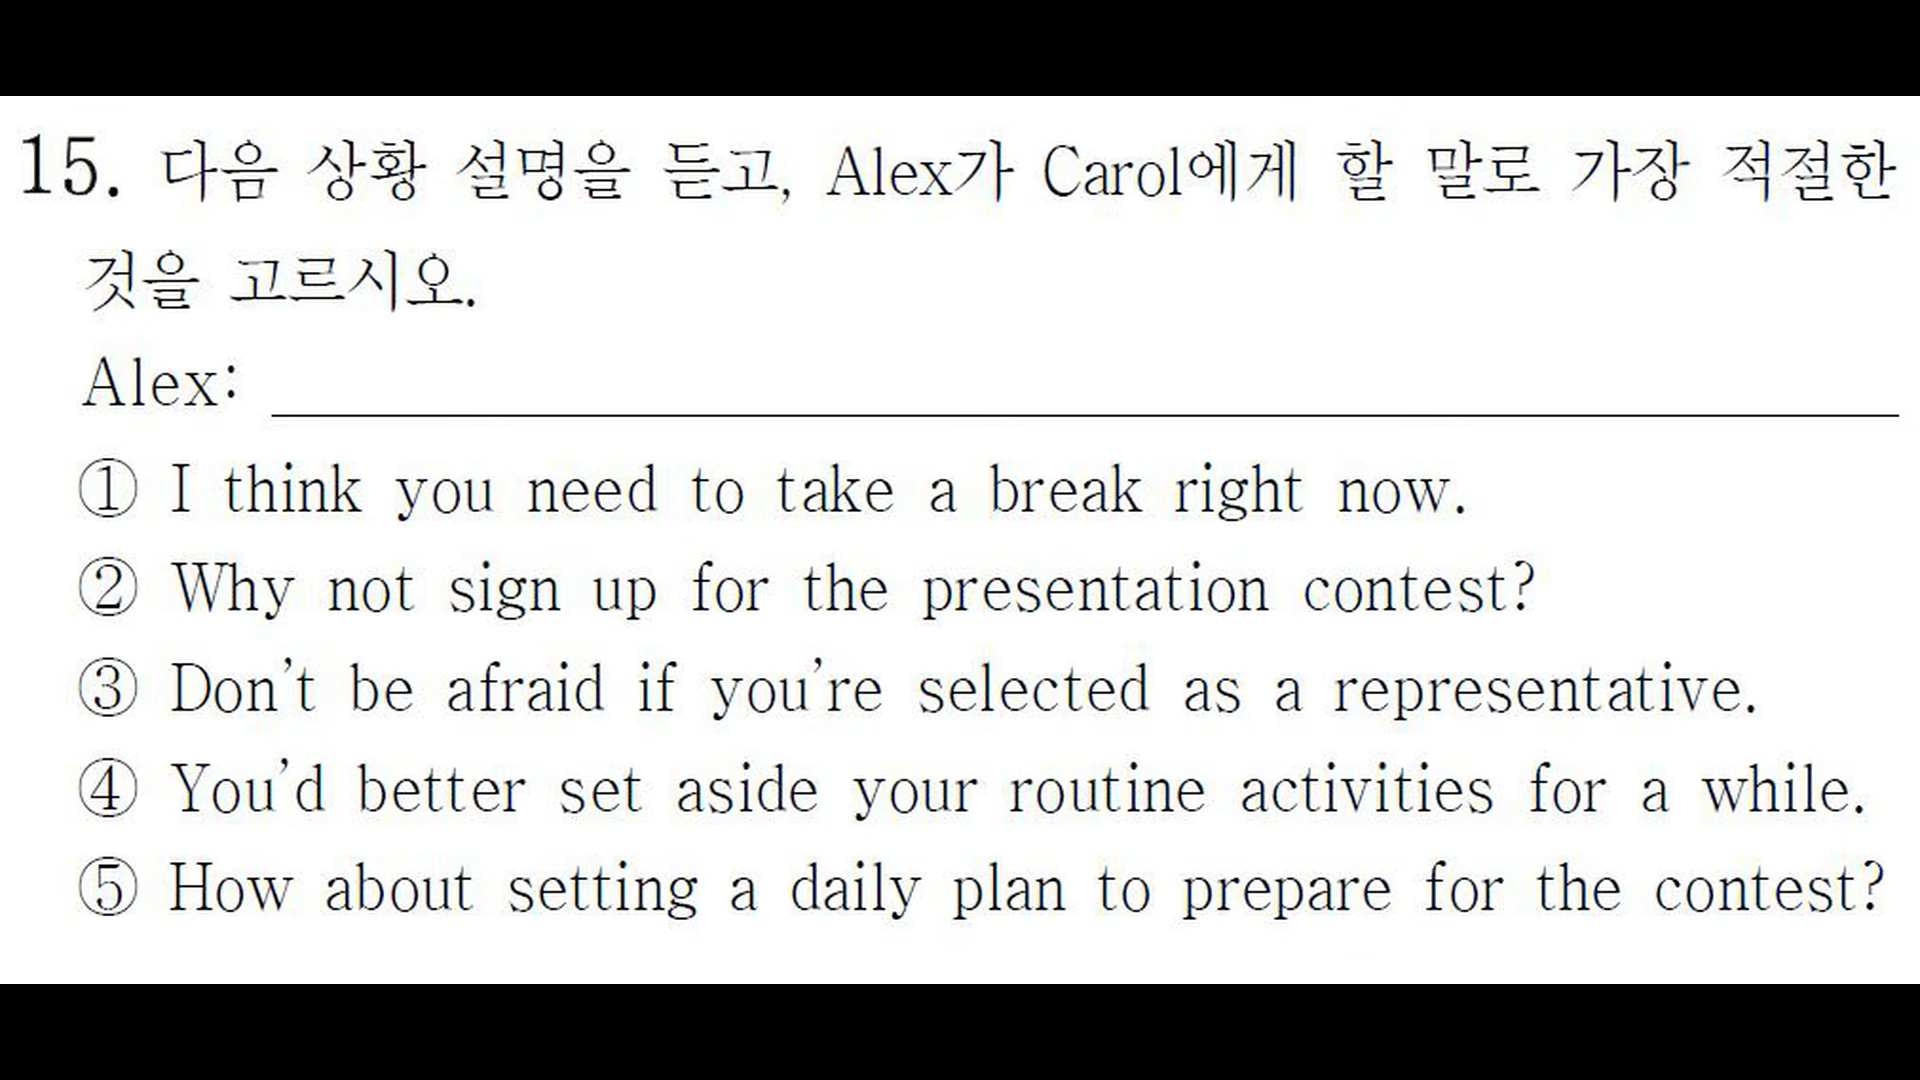 15. 다음 상황 설명을 듣고, Alex가 Carol에게 할 말로 가장 적절한
것을 고르시오.
Alex:
① I think you need to take a break right now.
② Why not sign up for the presentation contest?
③ Don't be afraid if you're selected as a representative.
④ You'd better set aside your routine activities for a while.
⑤ How about setting a daily plan to prepare for the contest?